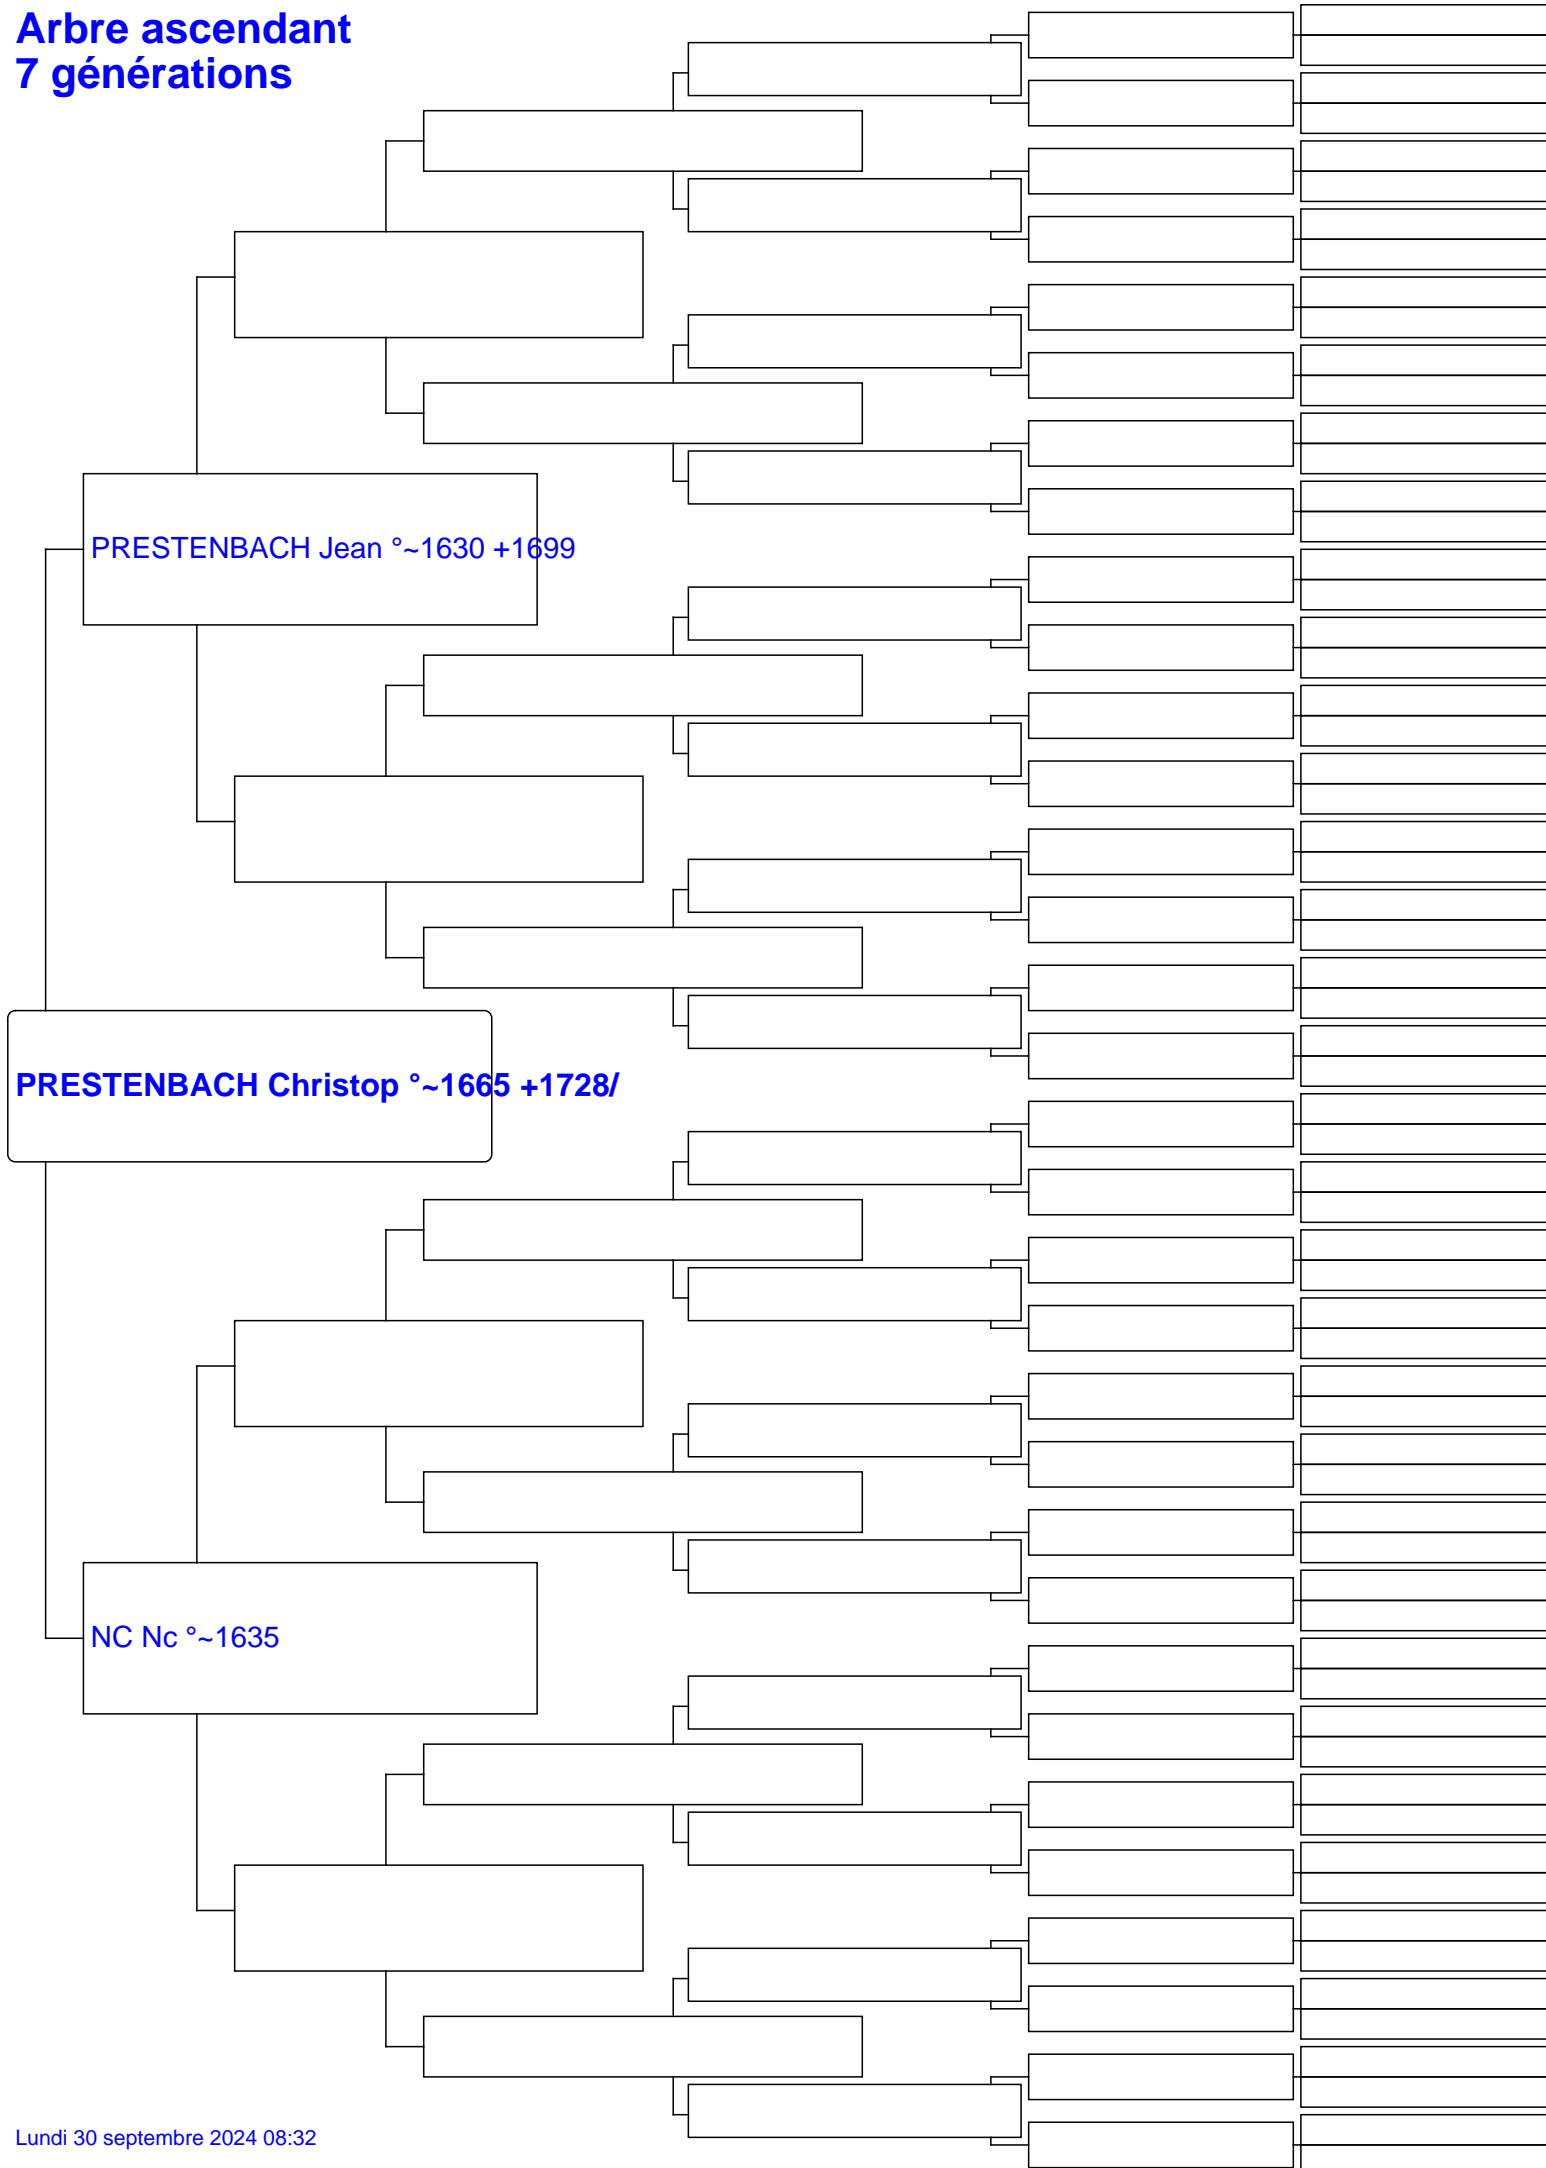 Arbre ascendant
7 générations
PRESTENBACH Jean °~1630 +1699
PRESTENBACH Christop °~1665 +1728/
NC Nc °~1635
Lundi 30 septembre 2024 08:32